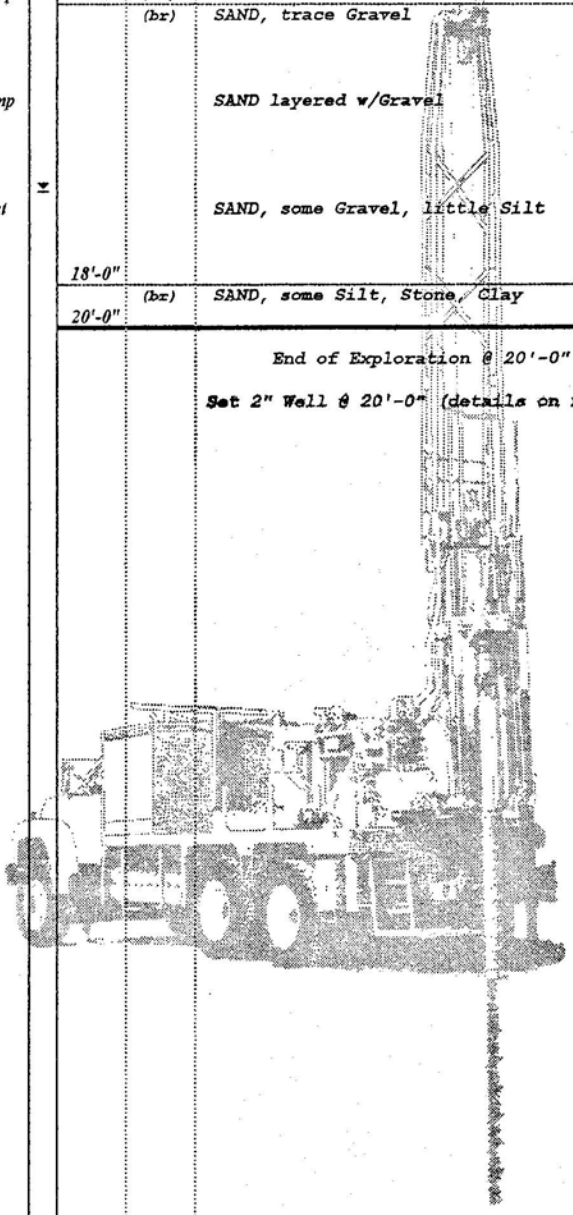 (br) SAND, trace Gravel
SAND layered w/Gravel
SAND, some Gravel, little Silt
18'-0"
(br) SAND, some Silt, Stone, Clay
20'-0"
End of Exploration @ 20'-0"
Set 2" Well @ 20'-0" (details on